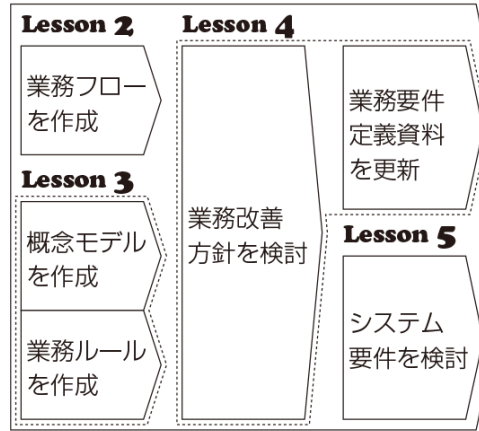 Lesson 2
業務フロー
を作成
Lesson 3
概念モデル
を作成
業務ルール
を作成
Lesson 4
業務改善
方針を検討
業務要件
定義資料
を更新
Lesson 5
システム
要件を検討